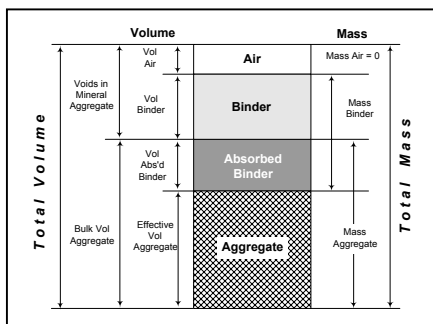 Volume
Mass
Vol
Air
Air
Mass Air = 0
Voids in
Mineral
Aggregate
Vol
Binder
Binder
Mass
Binder
Total Volume
Total Mass
Vol
Abs'd
Binder
Absorbed
Binder
Bulk Vol
Aggregate
Effective
Vol
Aggregate
Aggregate
Mass
Aggregate